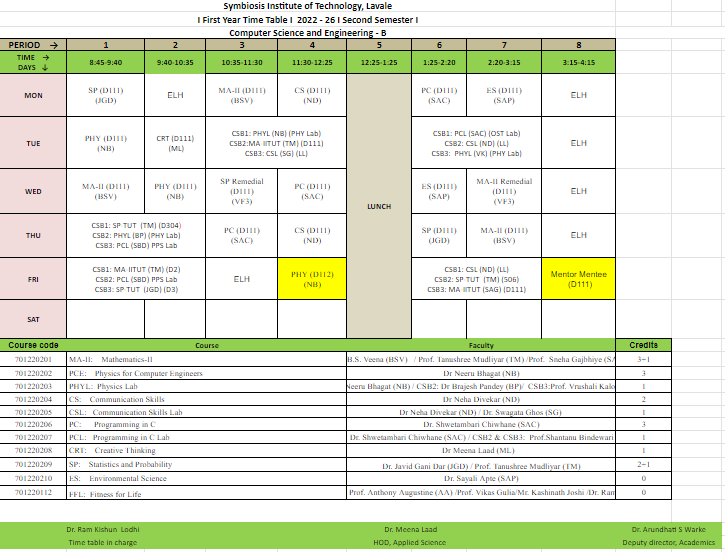 Symbiosis Institute of Technology, Lavale
I First Year Time Table I 2022 - 26 I Second Semester I
Computer Science and Engineering - B
PERIOD → 1 2 3 4 5 6 7 8
TIME → DAYS ↓ 8:45-9:40 9:40-10:35 10:35-11:30 11:30-12:25 12:25-1:25 1:25-2:20 2:20-3:15 3:15-4:15
MON
SP (D111)
(JGD)
ELH
MA-II (D111)
(BSV)
CS (D111)
(ND)
PC (D111)
(SAC)
ES (D111)
(SAP)
ELH
TUE
PHY (D111)
(NB)
CRT (D111)
(ML)
CSB1: PHYL (NB) (PHY Lab)
CSB2:MA-IITUT (TM) (D111)
CSB3: CSL (SG) (LL)
CSB1: PCL (SAC) (OST Lab)
CSB2: CSL (ND) (LL)
CSB3: PHYL (VK) (PHY Lab)
ELH
WED
MA-II (D111)
(BSV)
PHY (D111)
(NB)
SP Remedial
(D111)
(VF3)
PC (D111)
(SAC)
LUNCH
ES (D111)
(SAP)
MA-II Remedial
(D111)
(VF3)
ELH
THU
CSB1: SP-TUT (TM) (D304)
CSB2: PHYL (BP) (PHY Lab)
CSB3: PCL (SBD) PPS Lab
PC (D111)
(SAC)
CS (D111)
(ND)
SP (D111)
(JGD)
MA-II (D111)
(BSV)
ELH
FRI
CSB1: MA-IITUT (TM) (D2)
CSB2: PCL (SBD) PPS Lab
CSB3: SP-TUT (JGD) (D3)
ELH
PHY (D112)
(NB)
CSB1: CSL (ND) (LL)
CSB2: SP-TUT (TM) (S06)
CSB3: MA-IITUT (SAG) (D111)
Mentor Mentee
(D111)
SAT
Course code Course Faculty Credits
701220201 MA-II: Mathematics-II B.S. Veena (BSV) / Prof. Tanushree Mudliyar (TM) /Prof. Sneha Gajbhiye (SA 3+1
701220202 PCE: Physics for Computer Engineers Dr Neeru Bhagat (NB) 3
701220203 PHYL: Physics Lab Neeru Bhagat (NB) / CSB2: Dr Brajesh Pandey (BP)/ CSB3:Prof. Vrushali Kalo 1
701220204 CS: Communication Skills Dr Neha Divekar (ND) 2
701220205 CSL: Communication Skills Lab Dr Neha Divekar (ND) / Dr. Swagata Ghos (SG) 1
701220206 PC: Programming in C Dr. Shwetambari Chiwhane (SAC) 3
701220207 PCL: Programming in C Lab Dr. Shwetambari Chiwhane (SAC) / CSB2 & CSB3: Prof.Shantanu Bindewari 1
701220208 CRT: Creative Thinking Dr Meena Laad (ML) 1
701220209 SP: Statistics and Probability Dr. Javid Gani Dar (JGD) / Prof. Tanushree Mudliyar (TM) 2+1
701220210 ES: Environmental Science Dr. Sayali Apte (SAP) 0
701220112 FFL: Fitness for Life Prof. Anthony Augustine (AA) /Prof. Vikas Gulia/Mr. Kashinath Joshi /Dr. Ram 0
Dr. Ram Kishun Lodhi Dr. Meena Laad Dr. Arundhati S Warke
Time table in charge HOD, Applied Science Deputy director, Academics